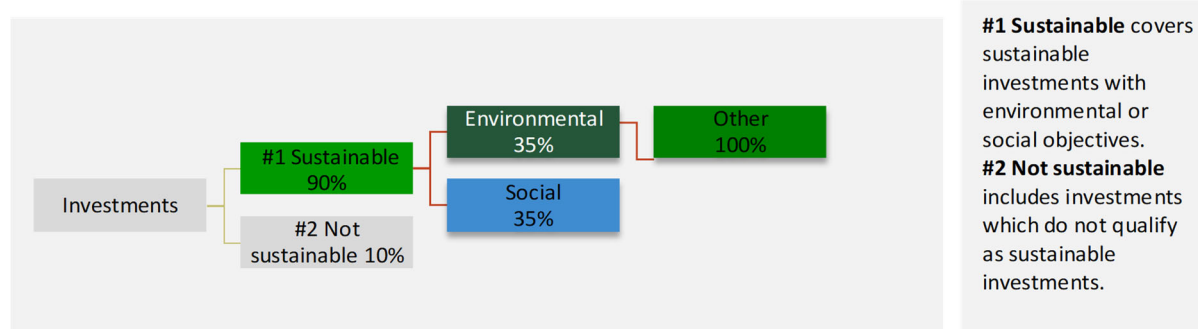 Investments
#1 Sustainable
90%
#2 Not
sustainable 10%
Environmental
35%
Social
35%
Other
100%
#1 Sustainable covers
sustainable
investments with
environmental or
social objectives.
#2 Not sustainable
includes investments
which do not qualify
as sustainable
investments.